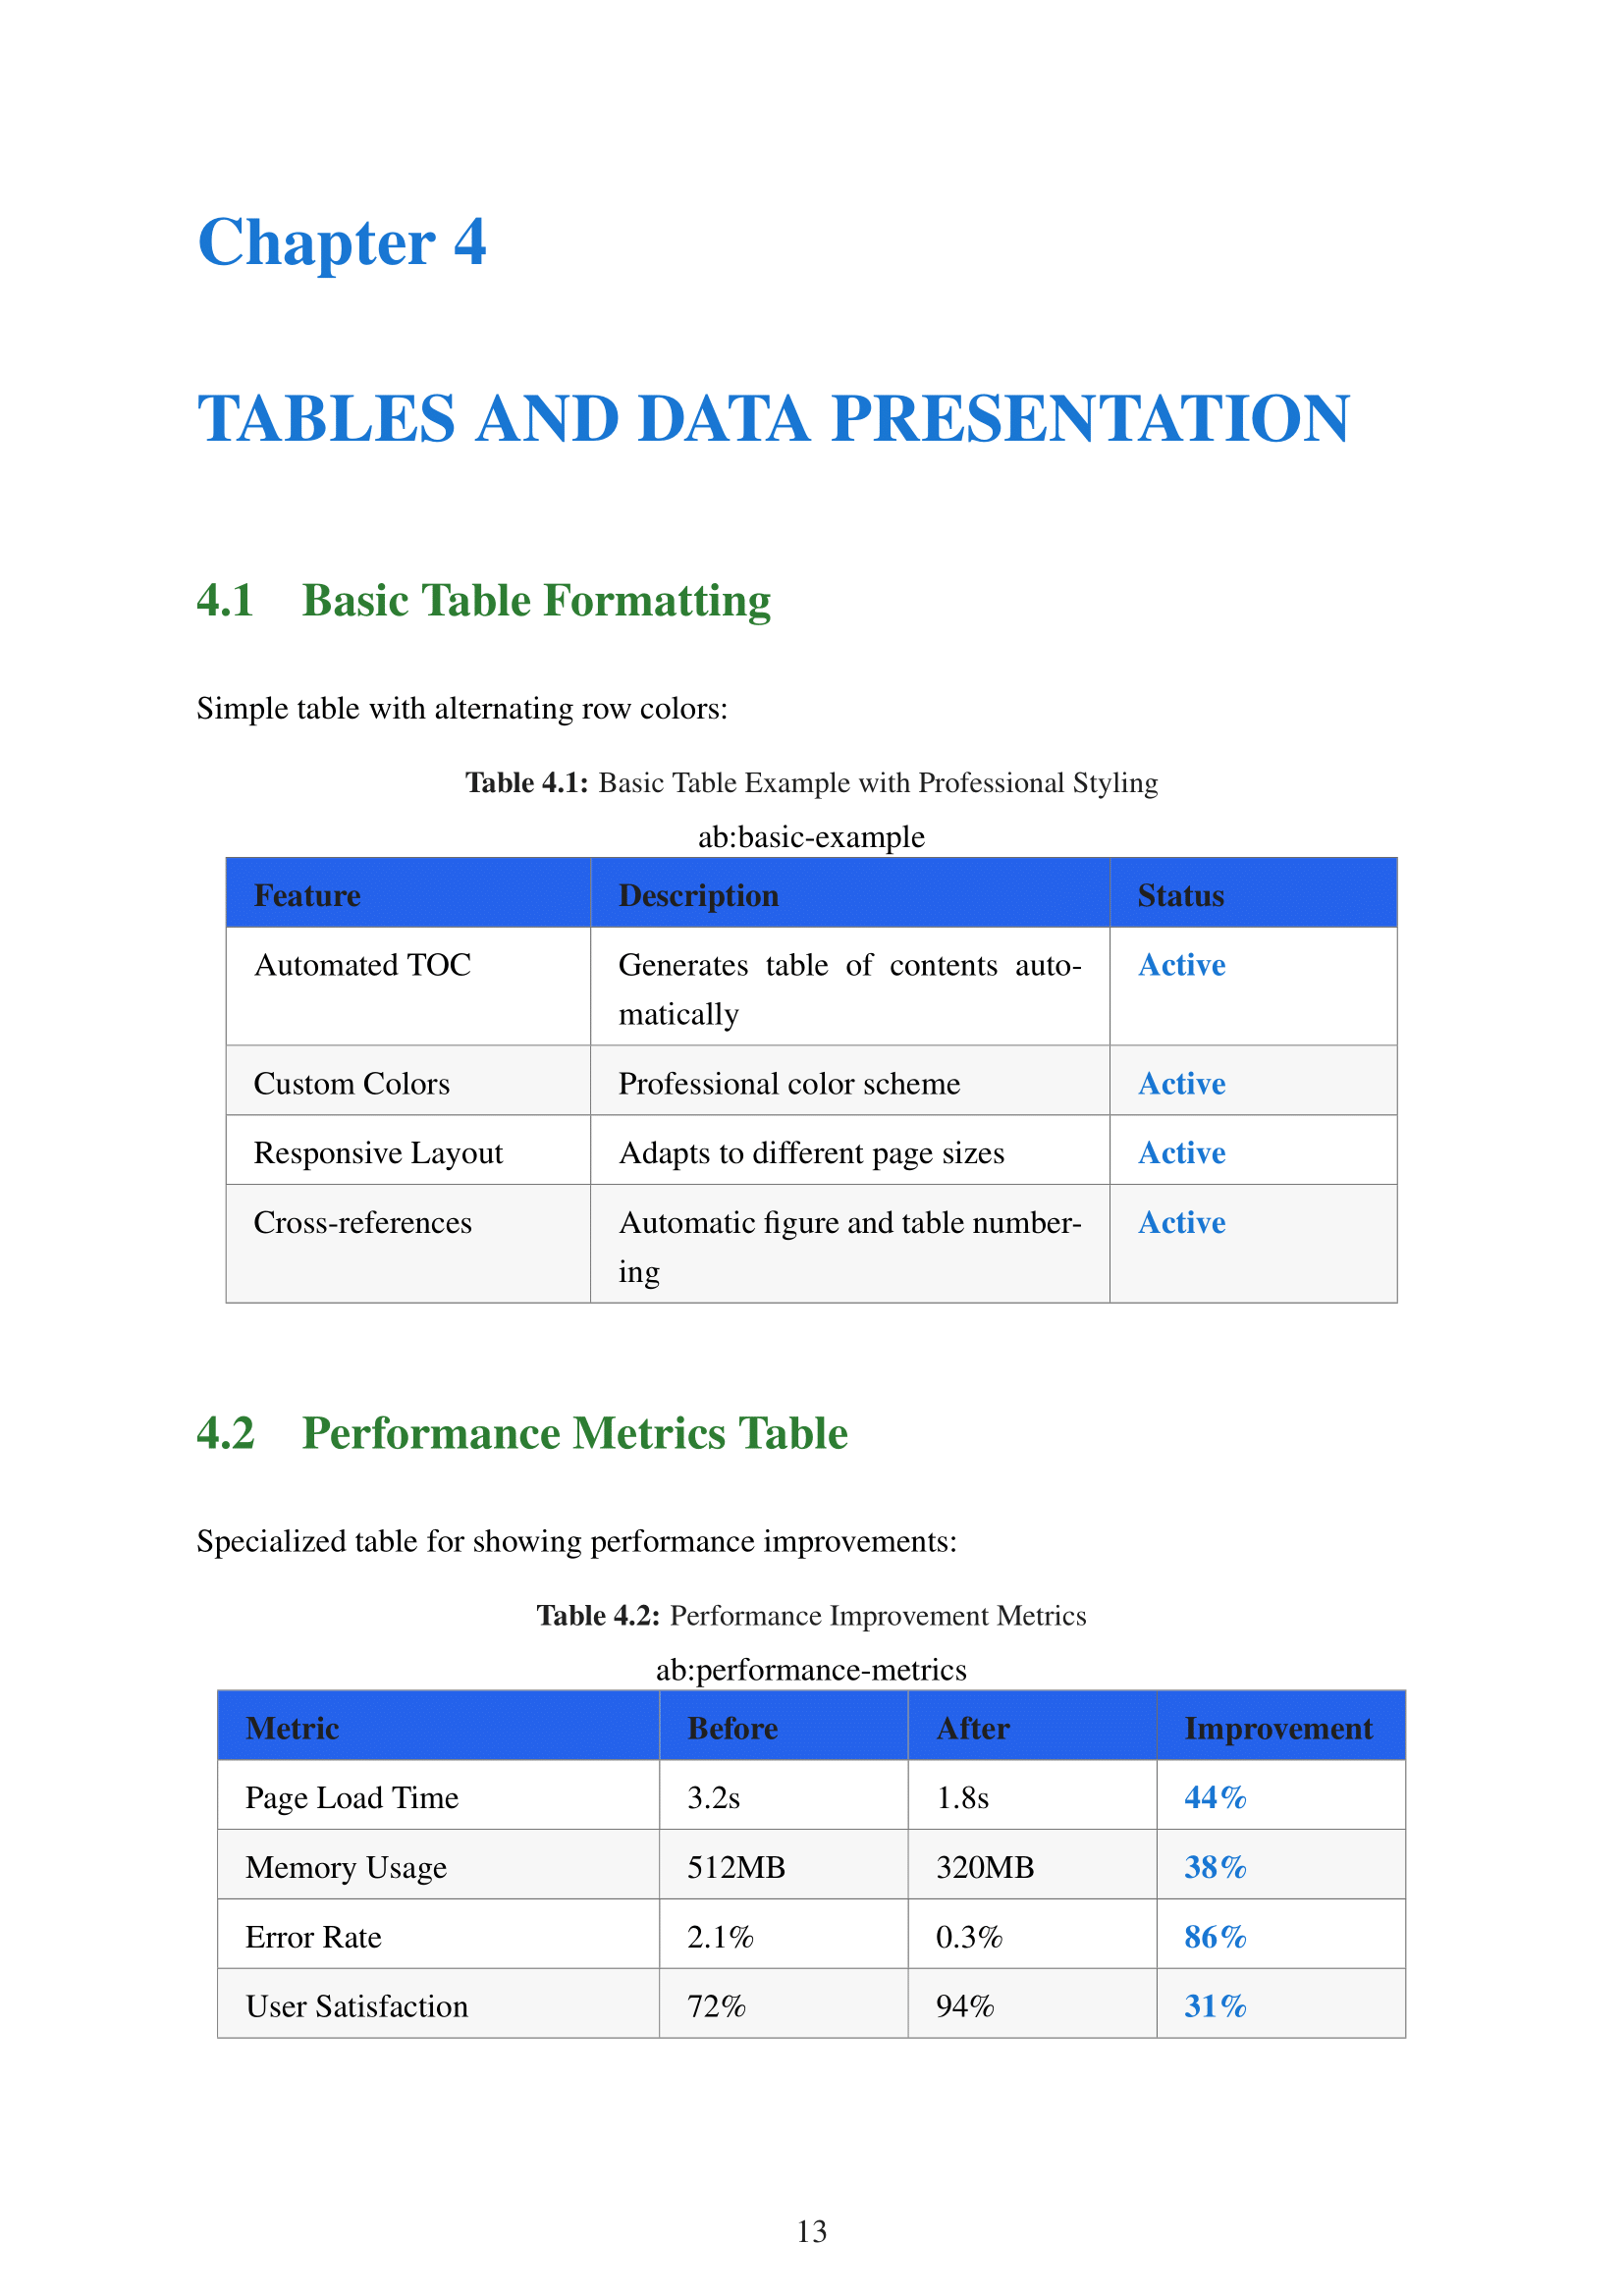 Chapter 4
TABLES AND DATA PRESENTATION
4.1 Basic Table Formatting
Simple table with alternating row colors:
Table 4.1: Basic Table Example with Professional Styling
ab:basic-example
Feature Description Status
Automated TOC Generates table of contents auto- Active
matically
Custom Colors Professional color scheme Active
Responsive Layout Adapts to different page sizes Active
Cross-references Automatic figure and table number- Active
ing
4.2 Performance Metrics Table
Specialized table for showing performance improvements:
Table 4.2: Performance Improvement Metrics
ab:performance-metrics
Metric Before After Improvement
Page Load Time 3.2s 1.8s 44%
Memory Usage 512MB 320MB 38%
Error Rate 2.1% 0.3% 86%
User Satisfaction 72% 94% 31%
13